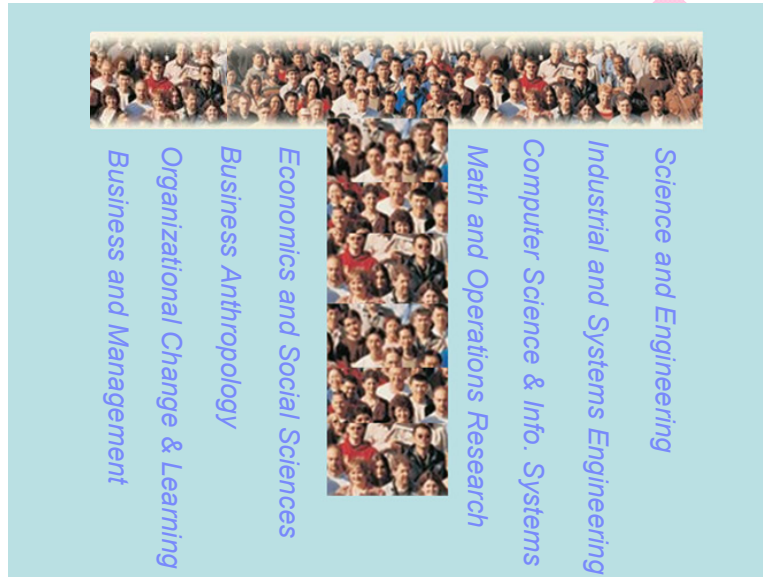 Business and Management
Organizational Change & Learning
Business Anthropology
Economics and Social Sciences
Math and Operations Research
Computer Science & Info. Systems
Industrial and Systems Engineering
Science and Engineering